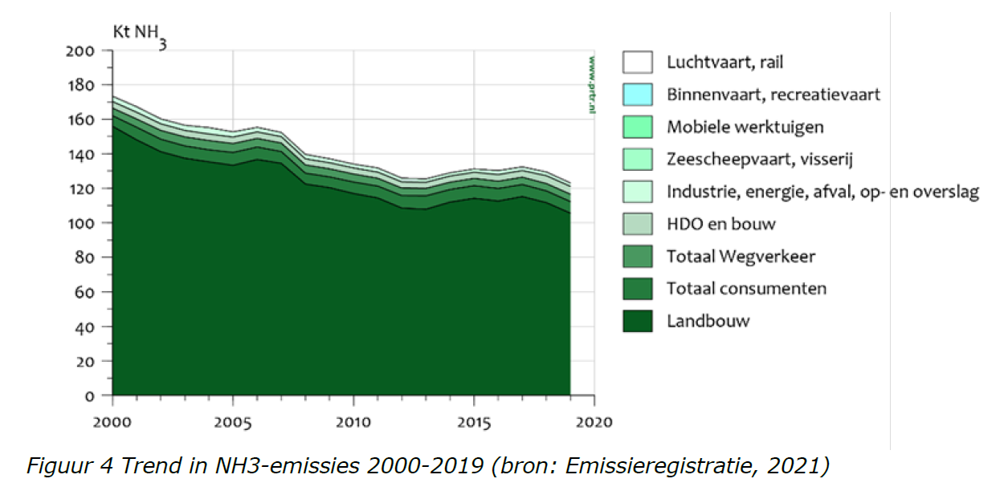 Kt NH3
200
180
160
140
120
100
80
60
40
20
0
2000 2005 2010 2015 2020
www.prtr.nl
Luchtvaart, rail
Binnenvaart, recreatievaart
Mobiele werktuigen
Zeescheepvaart, visserij
Industrie, energie, afval, op- en overslag
HDO en bouw
Totaal Wegverkeer
Totaal consumenten
Landbouw
Figuur 4 Trend in NH3-emissies 2000-2019 (bron: Emissieregistratie, 2021)